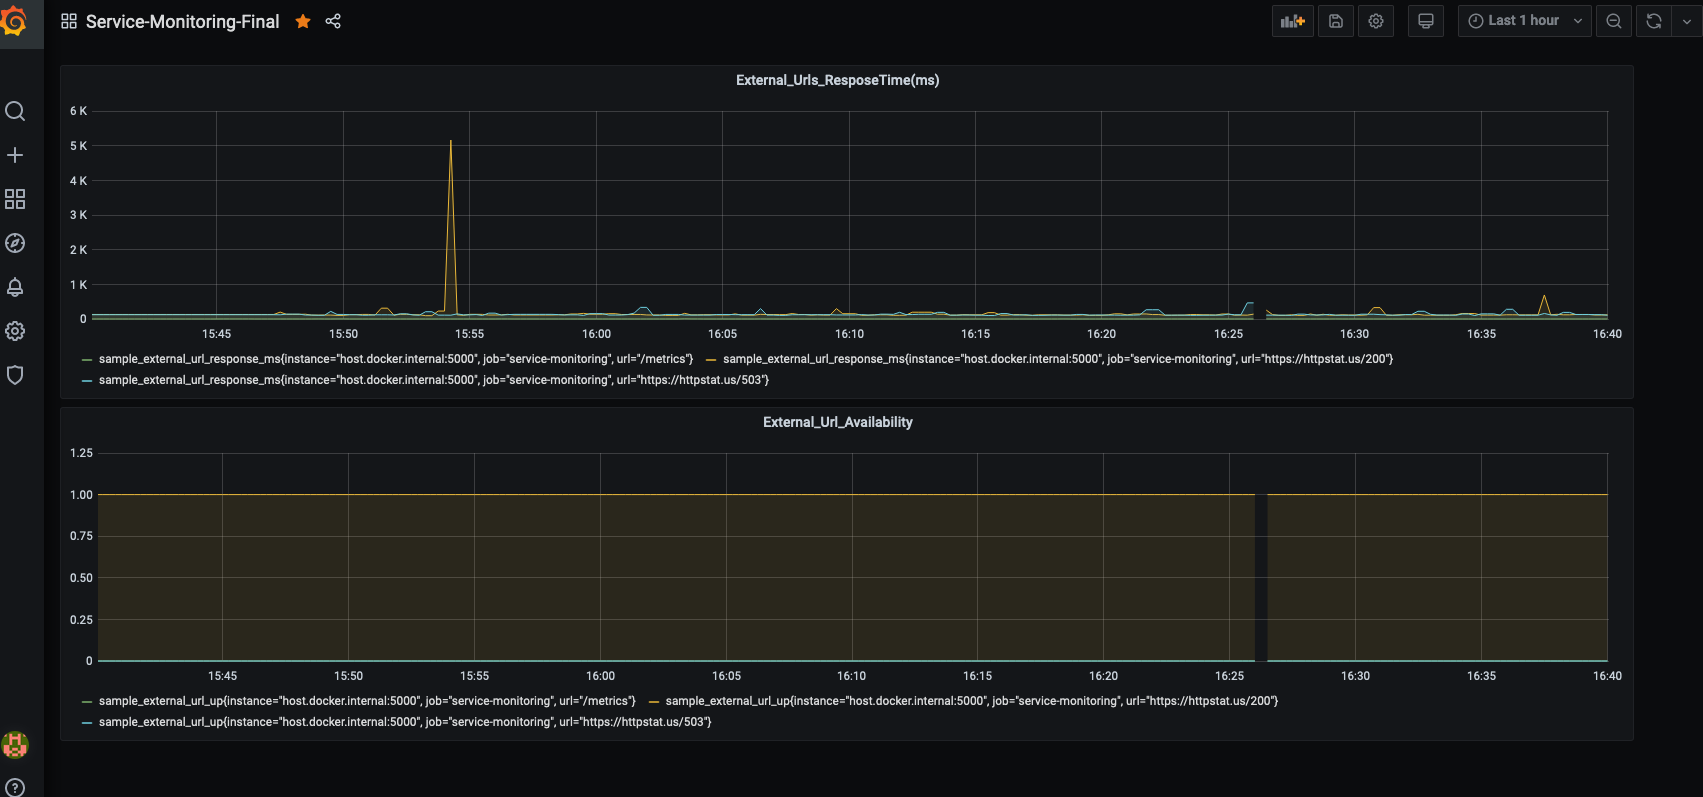 Service-Monitoring-Final
Last 1 hour
External_Urls_ResposeTime(ms)
6 K
5 K
4 K
3 K
2 K
1 K
0
15:45 15:50 15:55 16:00 16:05 16:10 16:15 16:20 16:25 16:30 16:35 16:40
sample_external_url_response_ms{instance="host.docker.internal:5000", job="service-monitoring", url="/metrics"} sample_external_url_response_ms{instance="host.docker.internal:5000", job="service-monitoring", url="https://httpstat.us/200"}
sample_external_url_response_ms{instance="host.docker.internal:5000", job="service-monitoring", url="https://httpstat.us/503"}
External_Url_Availability
1.25
1.00
0.75
0.50
0.25
0
15:45 15:50 15:55 16:00 16:05 16:10 16:15 16:20 16:25 16:30 16:35 16:40
sample_external_url_up{instance="host.docker.internal:5000", job="service-monitoring", url="/metrics"} sample_external_url_up{instance="host.docker.internal:5000", job="service-monitoring", url="https://httpstat.us/200"}
sample_external_url_up{instance="host.docker.internal:5000", job="service-monitoring", url="https://httpstat.us/503"}